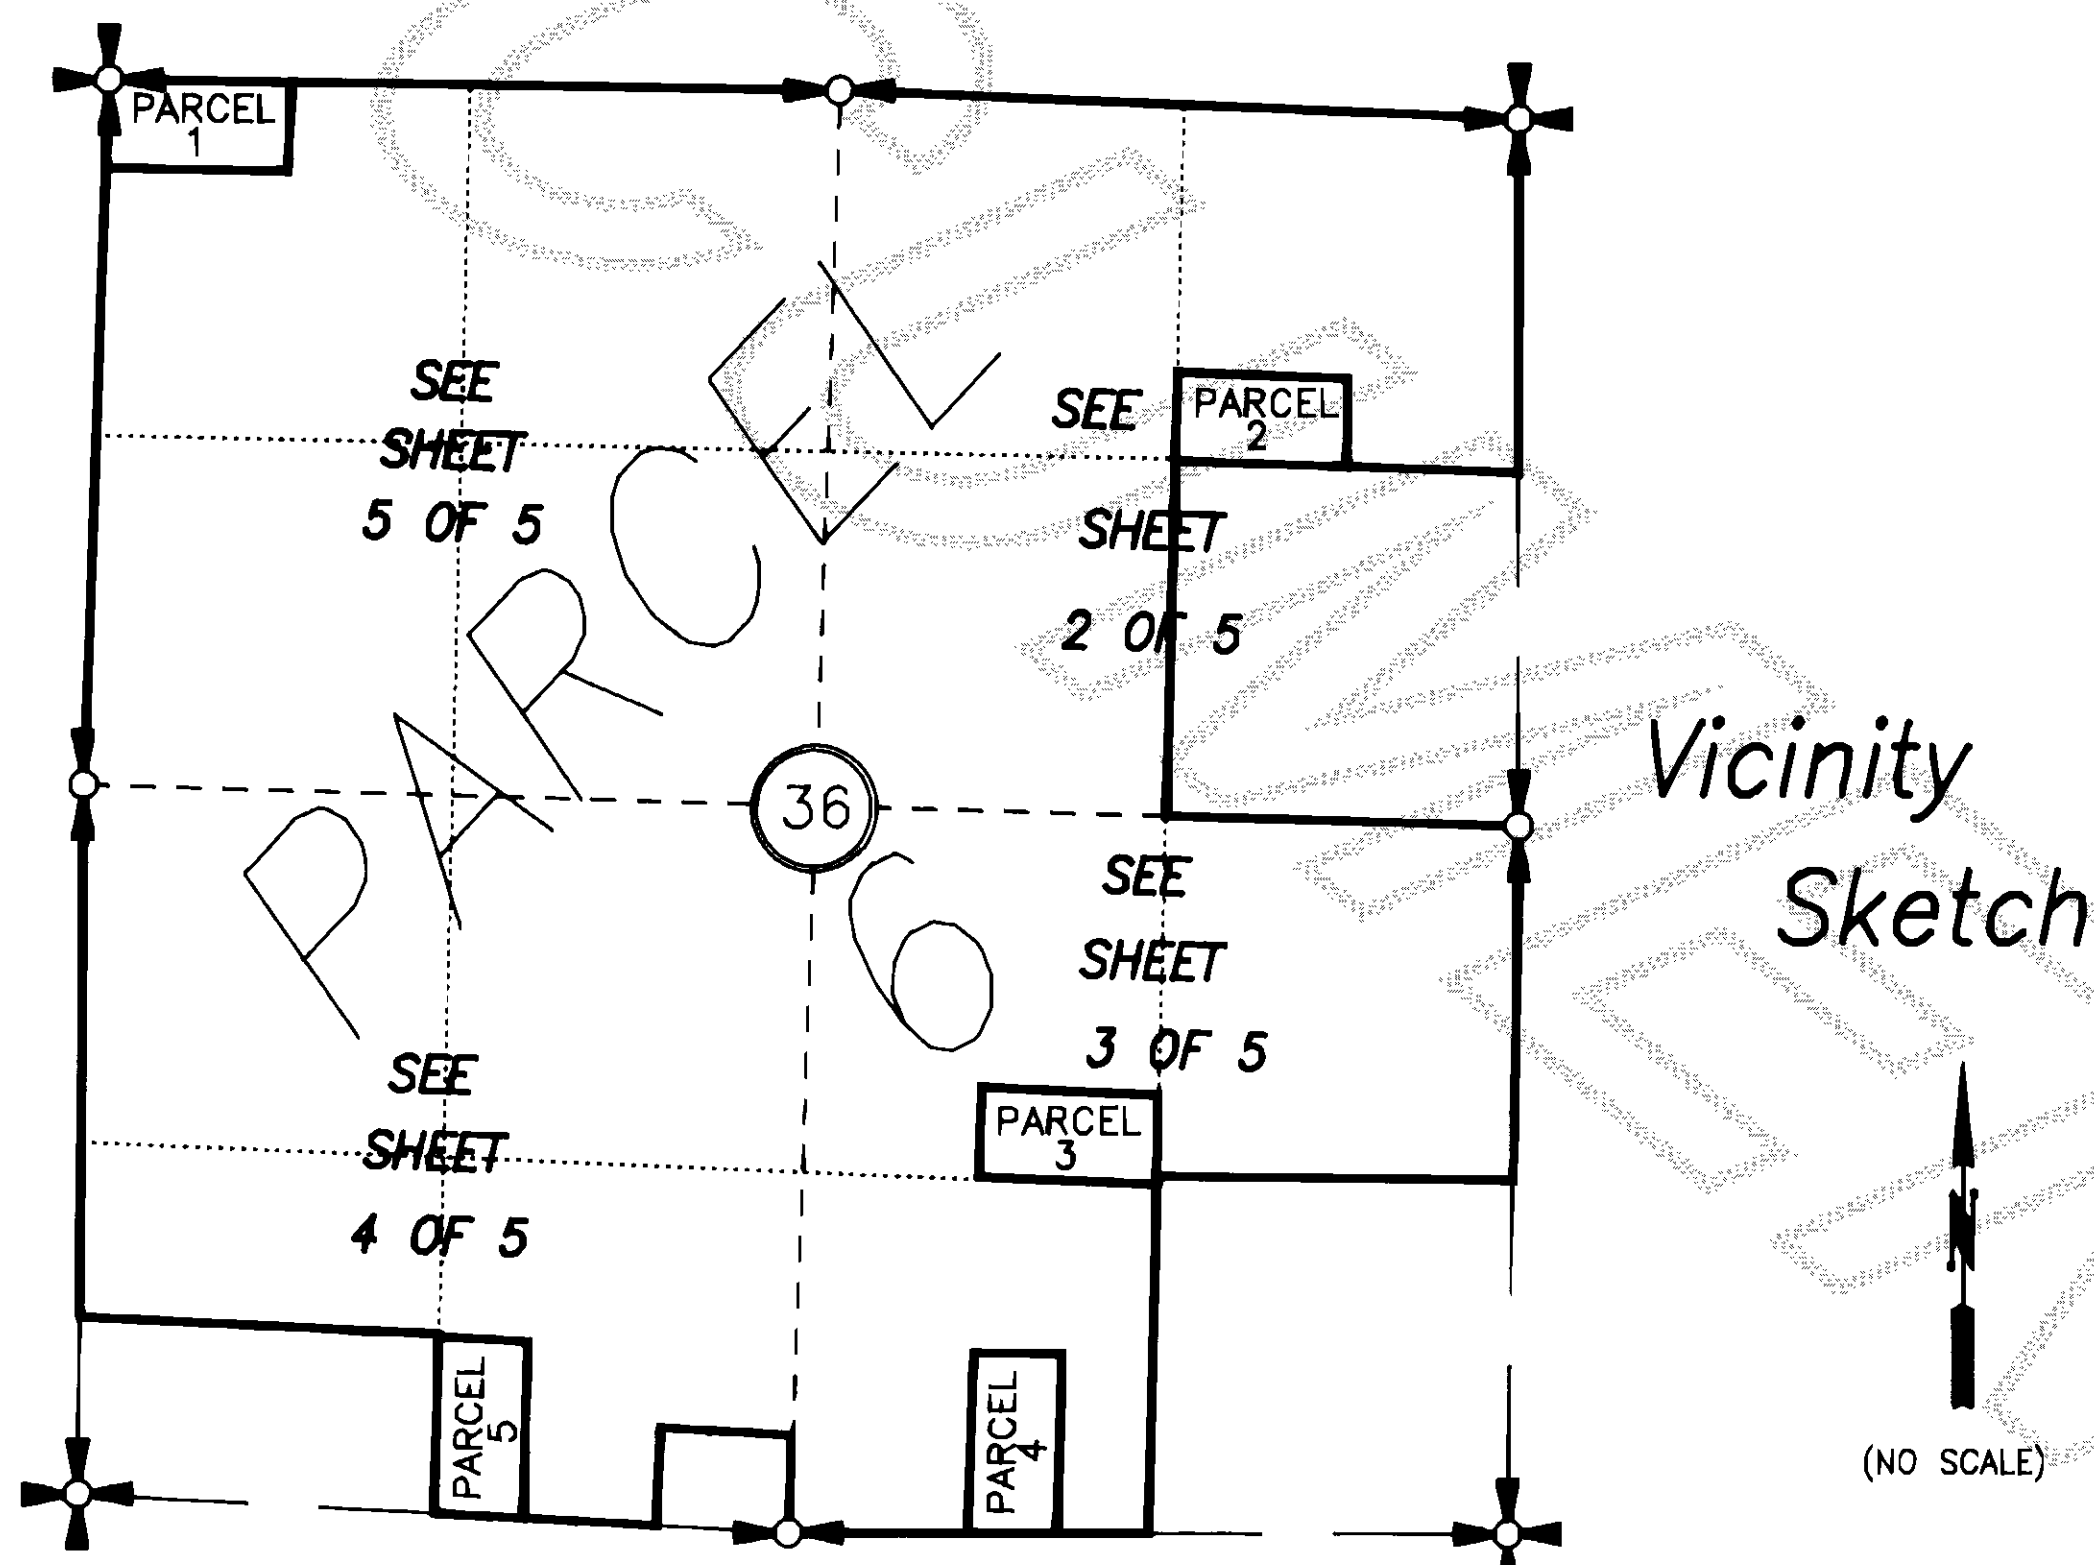 PARCEL
1
SEE
SHEET
5 OF 5
SEE
SHEET
2 OF 5
PARCEL
2
PARCEL 6
36
Vicinity
Sketch
SEE
SHEET
3 OF 5
PARCEL
3
SEE
SHEET
4 OF 5
PARCEL
5
PARCEL
4
N
(NO SCALE)